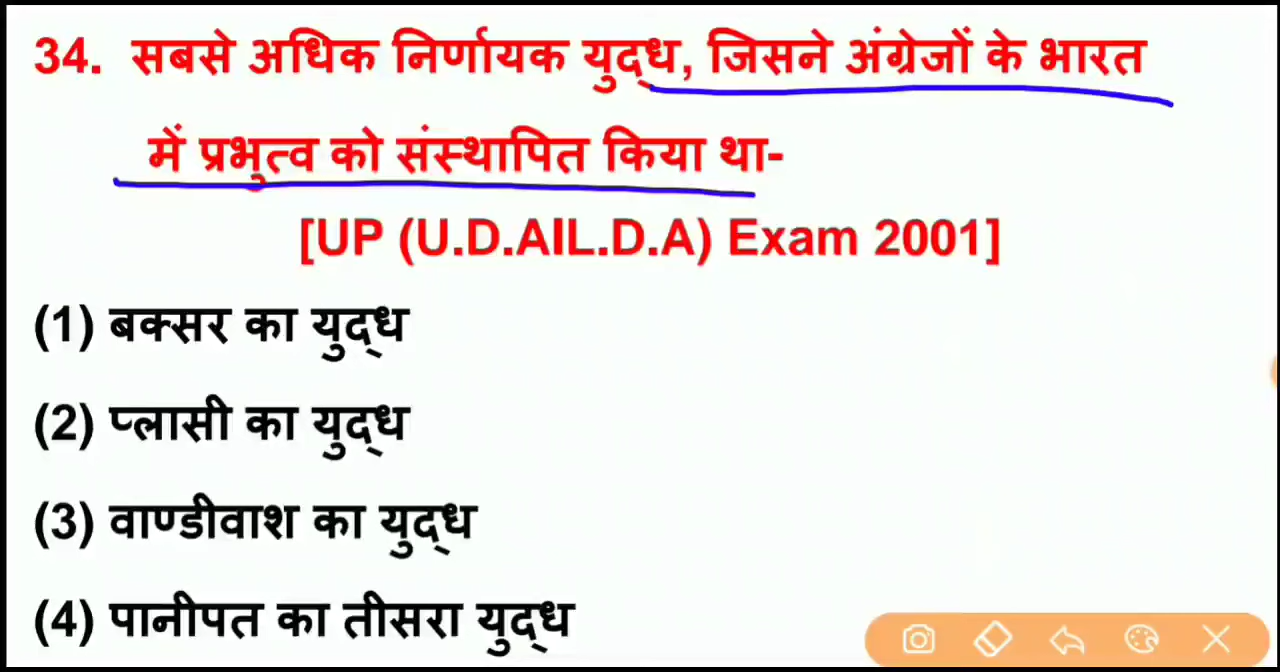 34. सबसे अधिक निर्णायक युद्ध, जिसने अंग्रेजों के भारत
में प्रभुत्व को संस्थापित किया था-
[UP (U.D.AIL.D.A) Exam 2001]
(1) बक्सर का युद्ध
(2) प्लासी का युद्ध
(3) वाण्डीवाश का युद्ध
(4) पानीपत का तीसरा युद्ध